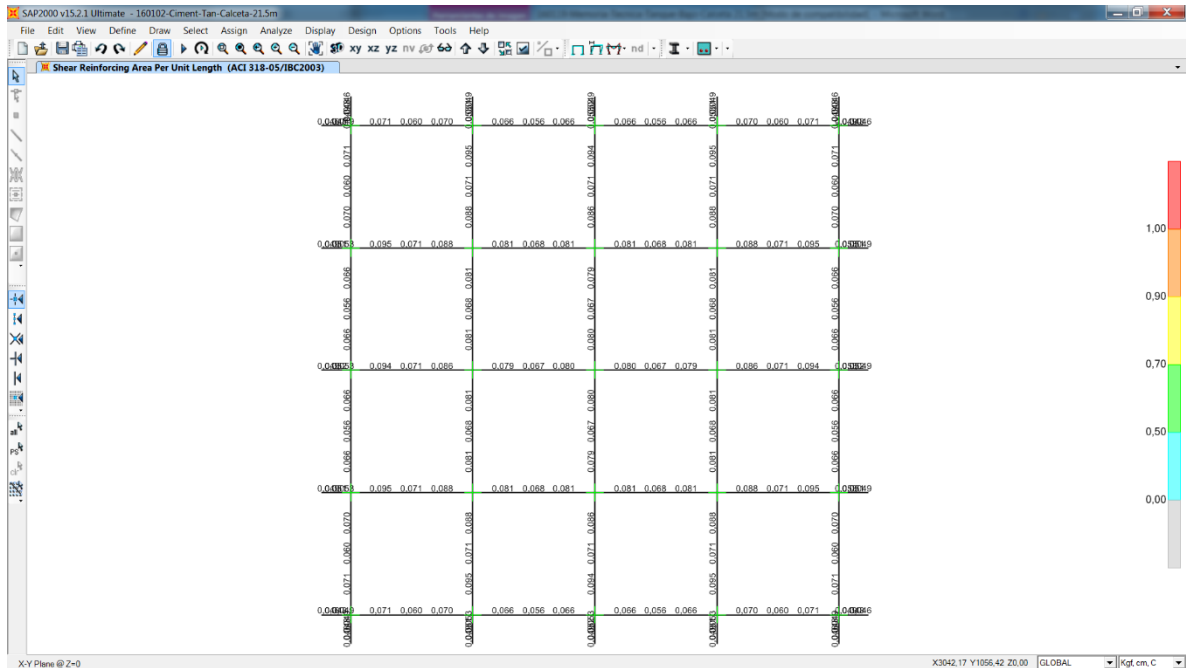 SAP2000 v15.2.1 Ultimate - 160102-Ciment-Tan-Calceta-21.5m
File Edit View Define Draw Select Assign Analyze Display Design Options Tools Help
xy xz yz nv nd
Shear Reinforcing Area Per Unit Length (ACI 318-05/IBC2003)
0,071 0,060 0,070 0,066 0,056 0,066 0,066 0,056 0,066 0,070 0,060 0,071
0,071 0,095 0,094 0,095 0,071
0,060 0,071 0,071 0,071 0,060
0,070 0,088 0,086 0,088 0,070
0,095 0,071 0,088 0,081 0,068 0,081 0,081 0,068 0,081 0,088 0,071 0,095
0,066 0,081 0,079 0,081 0,066
0,056 0,068 0,067 0,068 0,056
0,066 0,081 0,080 0,081 0,066
0,094 0,071 0,086 0,079 0,067 0,080 0,080 0,067 0,079 0,086 0,071 0,094
0,066 0,081 0,080 0,081 0,066
0,056 0,068 0,067 0,068 0,056
0,066 0,081 0,079 0,081 0,066
0,095 0,071 0,088 0,081 0,068 0,081 0,081 0,068 0,081 0,088 0,071 0,095
0,070 0,088 0,086 0,088 0,070
0,060 0,071 0,071 0,071 0,060
0,071 0,095 0,094 0,095 0,071
0,071 0,060 0,070 0,066 0,056 0,066 0,066 0,056 0,066 0,070 0,060 0,071
1,00
0,90
0,70
0,50
0,00
all
PS
clr
X-Y Plane @ Z=0 X3042,17 Y1056,42 Z0,00 GLOBAL Kgf, cm, C